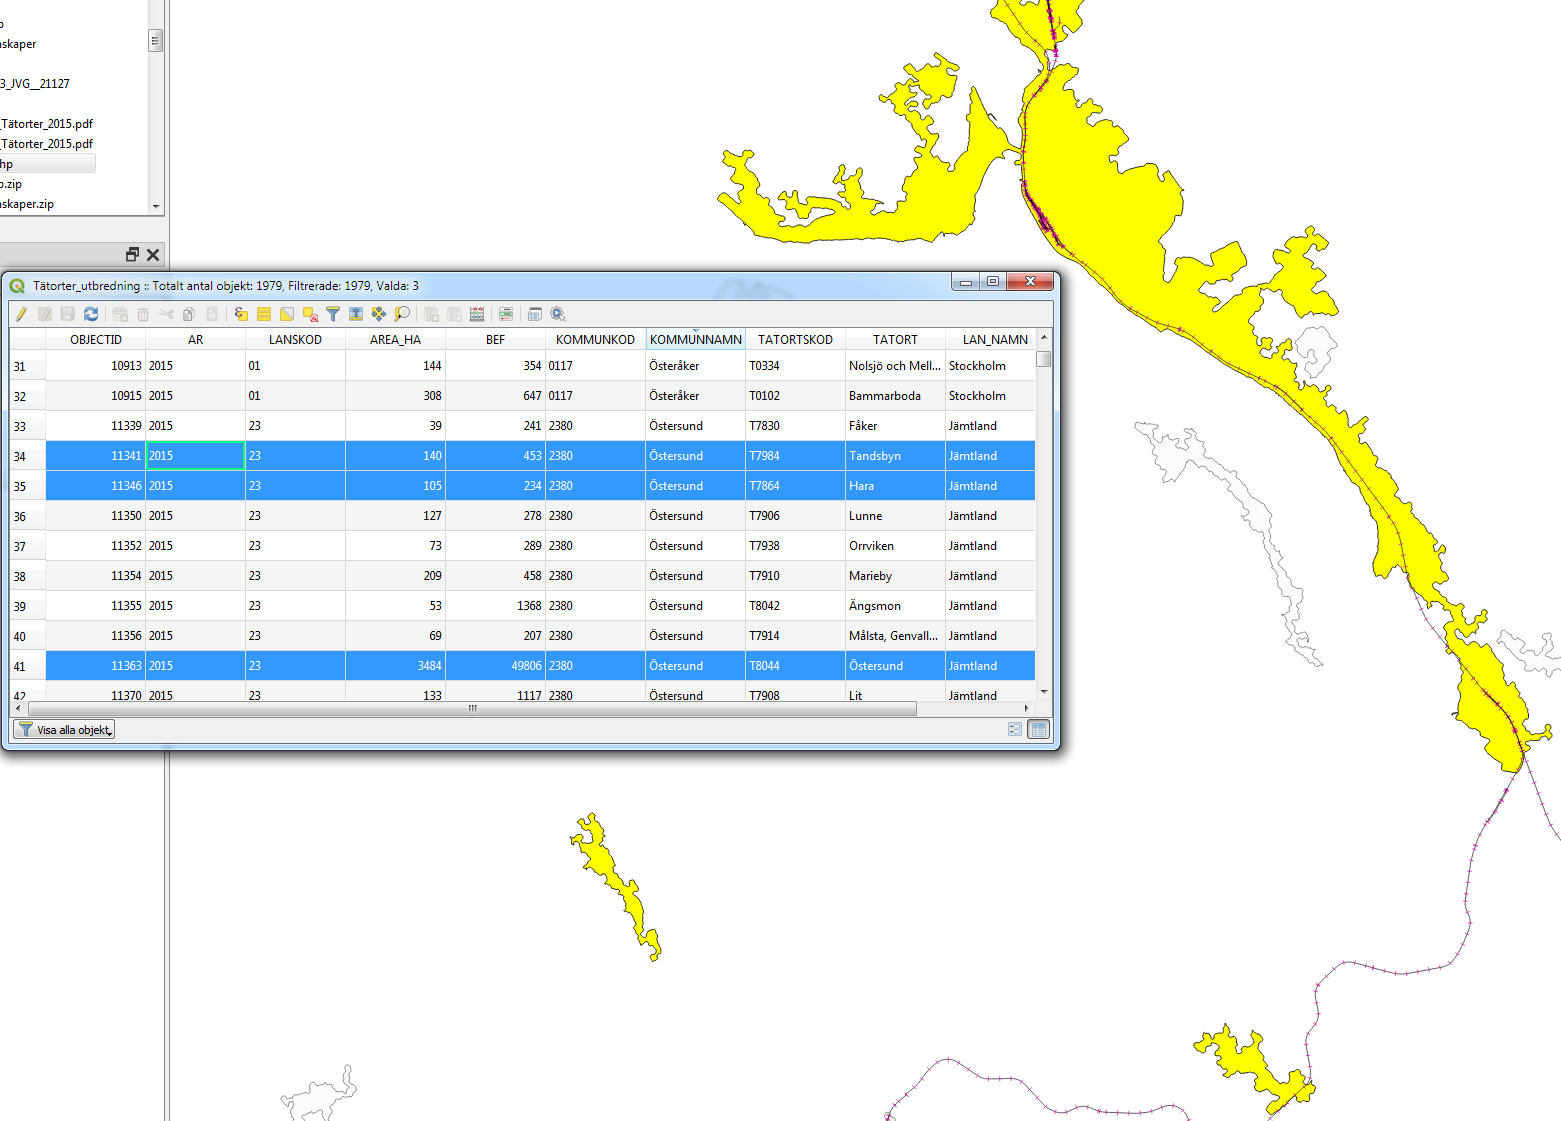 nskaper
3_JVG__21127
_Tätorter_2015.pdf
_Tätorter_2015.pdf
hp
o.zip
nskaper.zip
Tätorter_utbredning :: Totalt antal objekt: 1979, Filtrerade: 1979, Valda: 3
OBJECTID AR LANSKOD AREA_HA BEF KOMMUNKOD KOMMUNNAMN TATORTSKOD TATORT LAN_NAMN
31 10913 2015 01 144 354 0117 Österåker T0334 Nolsjö och Mell... Stockholm
32 10915 2015 01 308 647 0117 Österåker T0102 Bammarboda Stockholm
33 11339 2015 23 39 241 2380 Östersund T7830 Fåker Jämtland
34 11341 2015 23 140 453 2380 Östersund T7984 Tandsbyn Jämtland
35 11346 2015 23 105 234 2380 Östersund T7864 Hara Jämtland
36 11350 2015 23 127 278 2380 Östersund T7906 Lunne Jämtland
37 11352 2015 23 73 289 2380 Östersund T7938 Orrviken Jämtland
38 11354 2015 23 209 458 2380 Östersund T7910 Marieby Jämtland
39 11355 2015 23 53 1368 2380 Östersund T8042 Ängsmon Jämtland
40 11356 2015 23 69 207 2380 Östersund T7914 Målsta, Genvall... Jämtland
41 11363 2015 23 3484 49806 2380 Östersund T8044 Östersund Jämtland
42 11370 2015 23 133 1117 2380 Östersund T7908 Lit Jämtland
Visa alla objekt